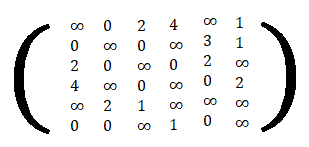 ∞ 0 2 4 ∞ 1
0 ∞ 0 ∞ 3 1
2 0 ∞ 0 2 ∞
4 ∞ 0 ∞ 0 2
∞ 2 1 ∞ ∞ ∞
0 0 ∞ 1 0 ∞